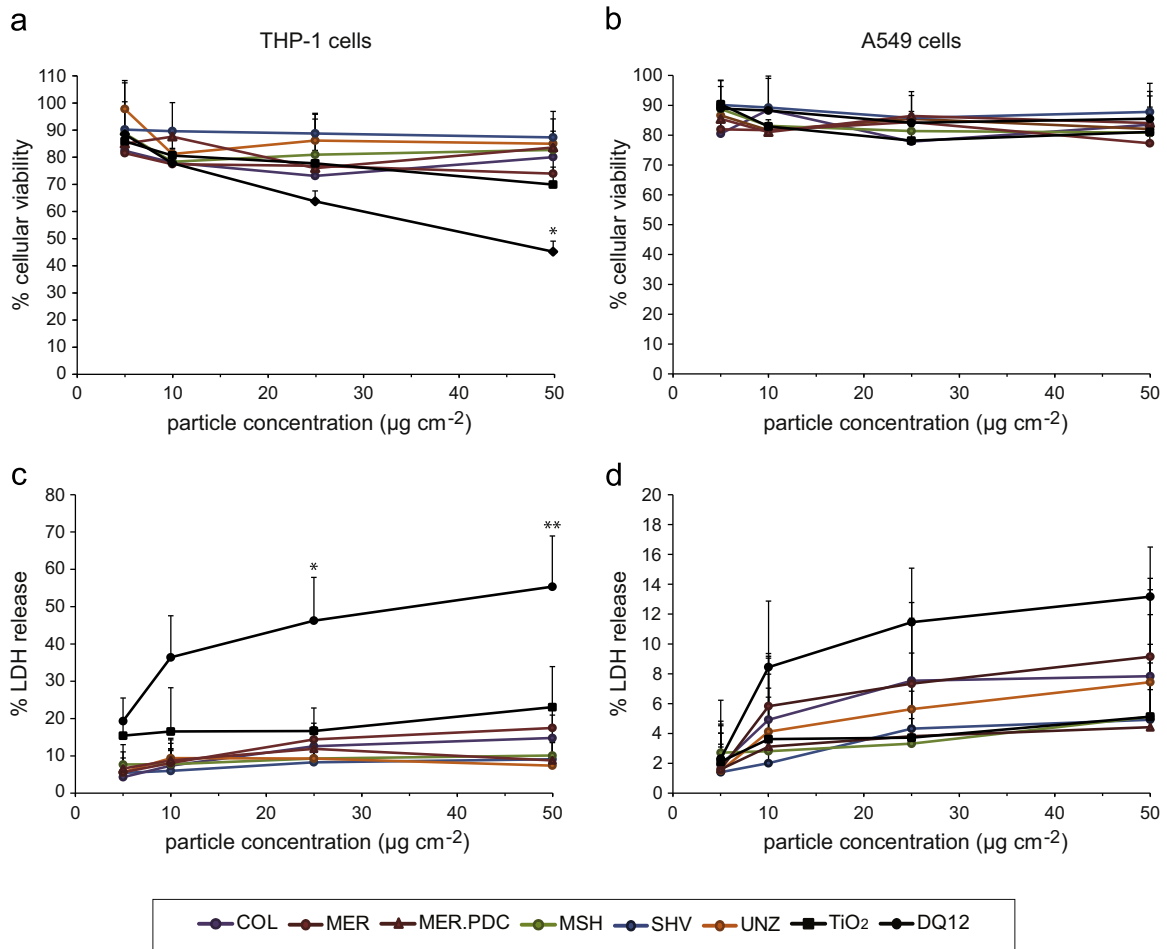 a
THP-1 cells
110
100
90
80
70
60
50
40
30
20
10
0
% cellular viability
*
0 10 20 30 40 50
particle concentration (µg cm-2)
b
A549 cells
100
90
80
70
60
50
40
30
20
10
0
% cellular viability
0 10 20 30 40 50
particle concentration (µg cm-2)
c
80
70
60
50
40
30
20
10
0
% LDH release
*
**
0 10 20 30 40 50
particle concentration (µg cm-2)
d
20
18
16
14
12
10
8
6
4
2
0
% LDH release
0 10 20 30 40 50
particle concentration (µg cm-2)
COL MER MER.PDC MSH SHV UNZ TiO2 DQ12